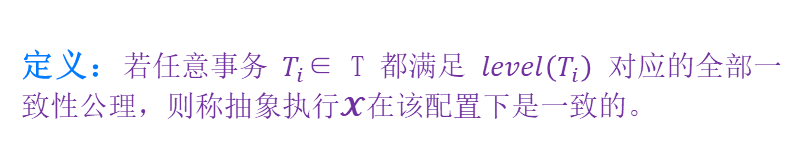 定义：若任意事务 Tᵢ∈ T 都满足 level(Tᵢ) 对应的全部一
致性公理，则称抽象执行𝒳在该配置下是一致的。